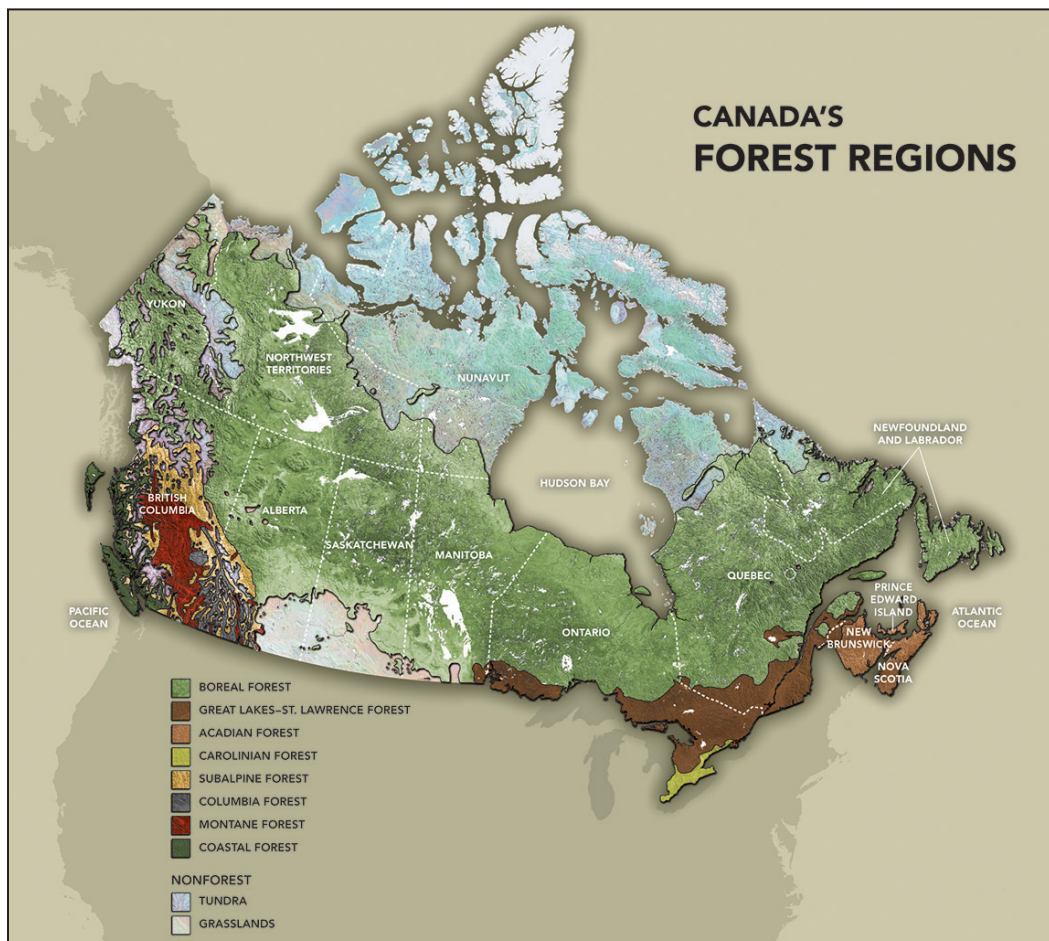 CANADA'S
FOREST REGIONS
YUKON
NORTHWEST
TERRITORIES
NUNAVUT
NEWFOUNDLAND
AND LABRADOR
HUDSON BAY
BRITISH
COLUMBIA
ALBERTA
SASKATCHEWAN
MANITOBA
QUEBEC
PRINCE
EDWARD
ISLAND
PACIFIC
OCEAN
ATLANTIC
OCEAN
ONTARIO
NEW
BRUNSWICK
NOVA
SCOTIA
BOREAL FOREST
GREAT LAKES–ST. LAWRENCE FOREST
ACADIAN FOREST
CAROLINIAN FOREST
SUBALPINE FOREST
COLUMBIA FOREST
MONTANE FOREST
COASTAL FOREST
NONFOREST
TUNDRA
GRASSLANDS